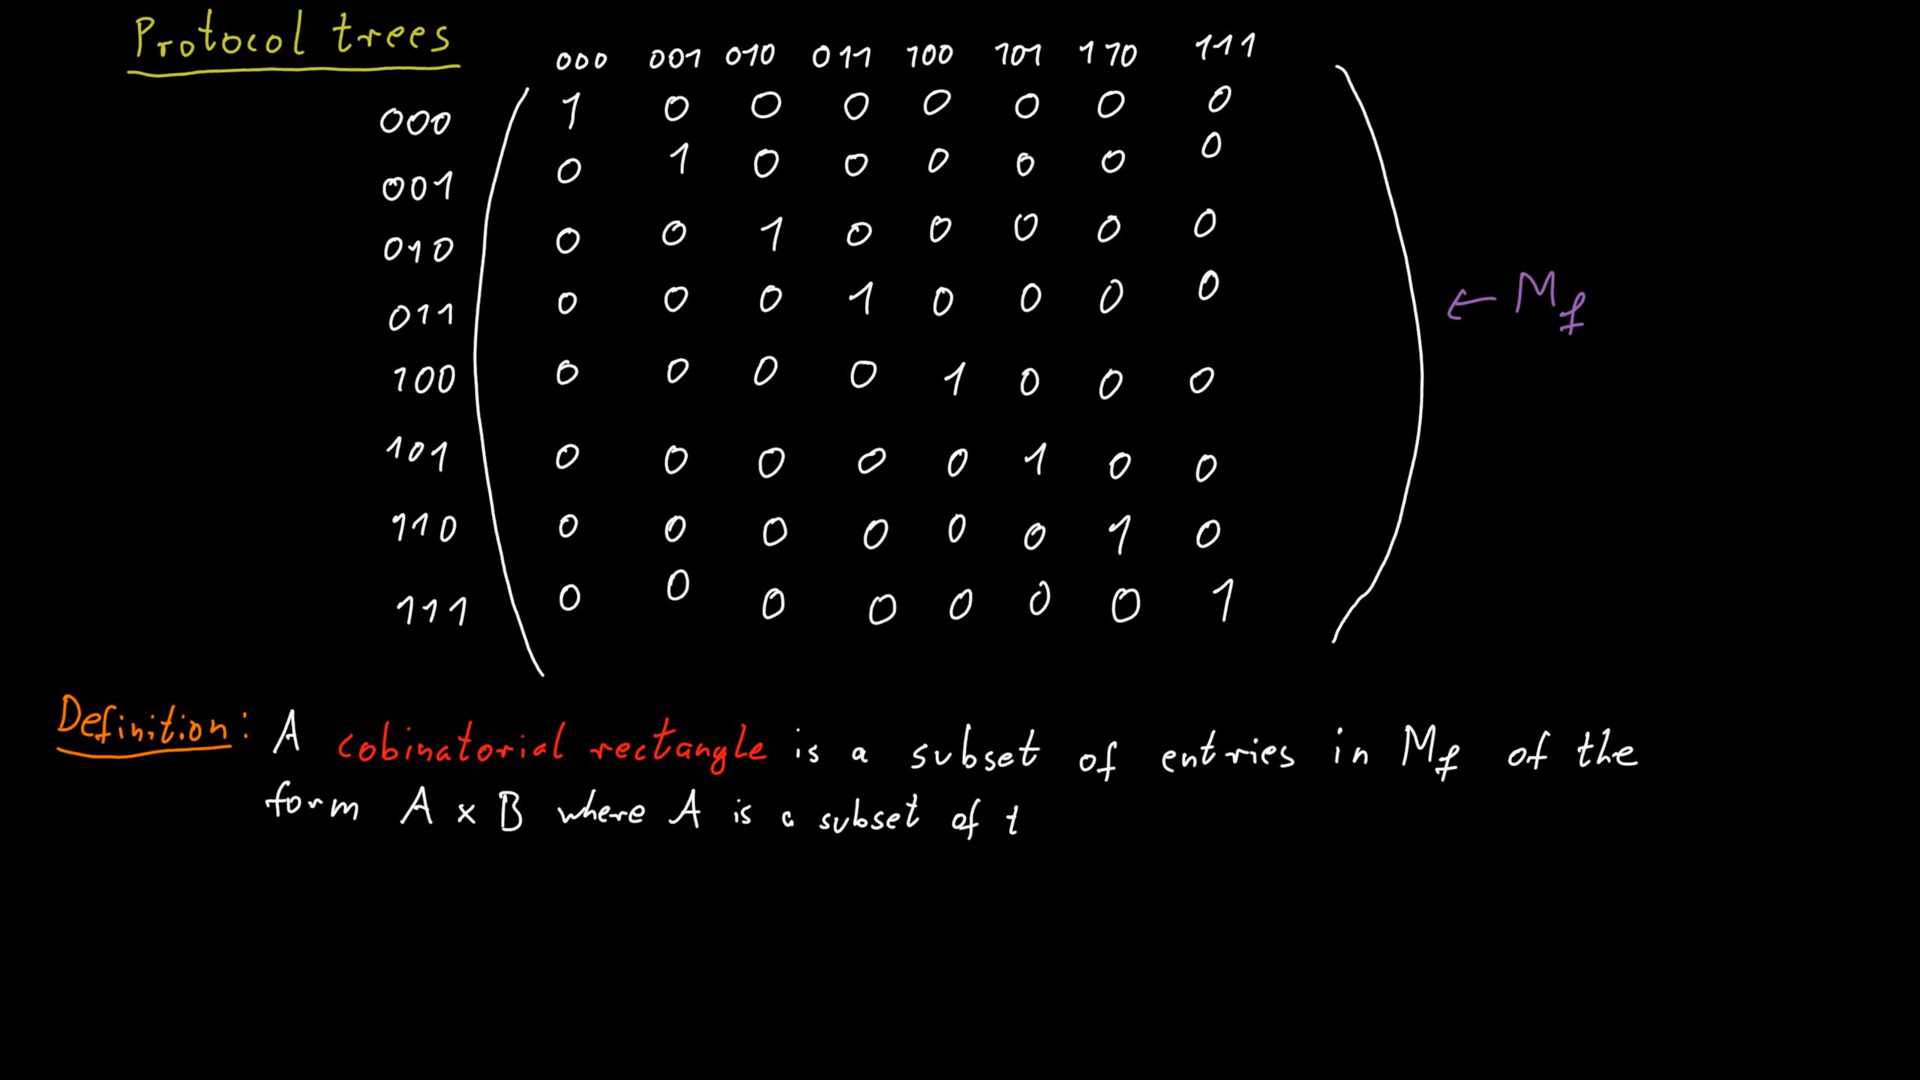 Protocol trees
000 001 010 011 100 101 110 111
000 1 0 0 0 0 0 0 0
001 0 1 0 0 0 0 0 0
010 0 0 1 0 0 0 0 0
011 0 0 0 1 0 0 0 0
← Mf
100 0 0 0 0 1 0 0 0
101 0 0 0 0 0 1 0 0
110 0 0 0 0 0 0 1 0
111 0 0 0 0 0 0 0 1
Definition: A cobinatorial rectangle is a subset of entries in Mf of the
form A × B where A is a subset of t